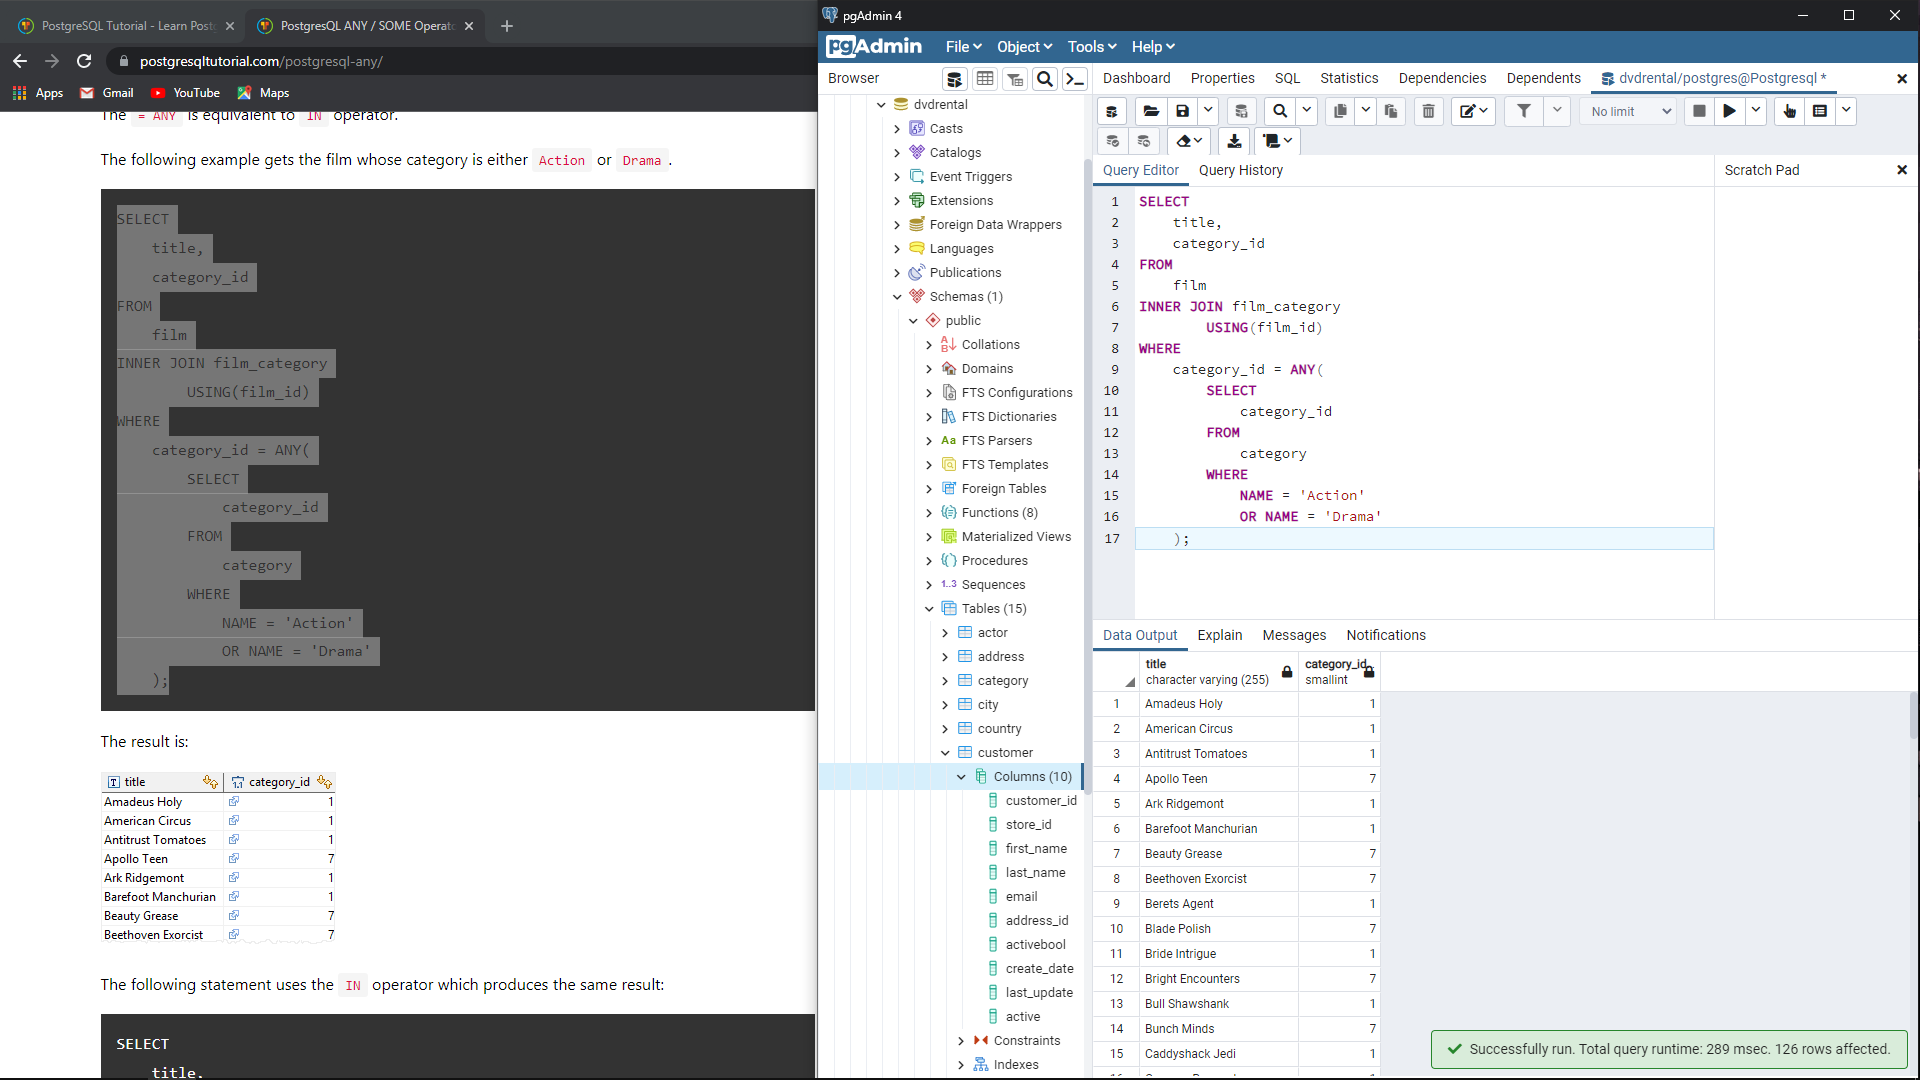 PostgreSQL Tutorial - Learn Postg
PostgresQL ANY / SOME Operato
postgresqltutorial.com/postgresql-any/
Apps
Gmail
YouTube
Maps
The = ANY is equivalent to IN operator.
The following example gets the film whose category is either Action or Drama .
SELECT
title,
category_id
FROM
film
INNER JOIN film_category
USING(film_id)
WHERE
category_id = ANY(
SELECT
category_id
FROM
category
WHERE
NAME = 'Action'
OR NAME = 'Drama'
);
The result is:
title category_id
Amadeus Holy 1
American Circus 1
Antitrust Tomatoes 1
Apollo Teen 7
Ark Ridgemont 1
Barefoot Manchurian 1
Beauty Grease 7
Beethoven Exorcist 7
The following statement uses the IN operator which produces the same result:
SELECT
title,
pgAdmin 4
pgAdmin
File
Object
Tools
Help
Browser
dvdrental
Casts
Catalogs
Event Triggers
Extensions
Foreign Data Wrappers
Languages
Publications
Schemas (1)
public
Collations
Domains
FTS Configurations
FTS Dictionaries
Aa FTS Parsers
FTS Templates
Foreign Tables
Functions (8)
Materialized Views
Procedures
1..3 Sequences
Tables (15)
actor
address
category
city
country
customer
Columns (10)
customer_id
store_id
first_name
last_name
email
address_id
activebool
create_date
last_update
active
Constraints
Indexes
Dashboard
Properties
SQL
Statistics
Dependencies
Dependents
dvdrental/postgres@Postgresql *
No limit
Query Editor
Query History
Scratch Pad
1 SELECT
2 title,
3 category_id
4 FROM
5 film
6 INNER JOIN film_category
7 USING(film_id)
8 WHERE
9 category_id = ANY(
10 SELECT
11 category_id
12 FROM
13 category
14 WHERE
15 NAME = 'Action'
16 OR NAME = 'Drama'
17 );
Data Output
Explain
Messages
Notifications
title category_id
character varying (255) smallint
1 Amadeus Holy 1
2 American Circus 1
3 Antitrust Tomatoes 1
4 Apollo Teen 7
5 Ark Ridgemont 1
6 Barefoot Manchurian 1
7 Beauty Grease 7
8 Beethoven Exorcist 7
9 Berets Agent 1
10 Blade Polish 7
11 Bride Intrigue 1
12 Bright Encounters 7
13 Bull Shawshank 1
14 Bunch Minds 7
15 Caddyshack Jedi 1
Successfully run. Total query runtime: 289 msec. 126 rows affected.